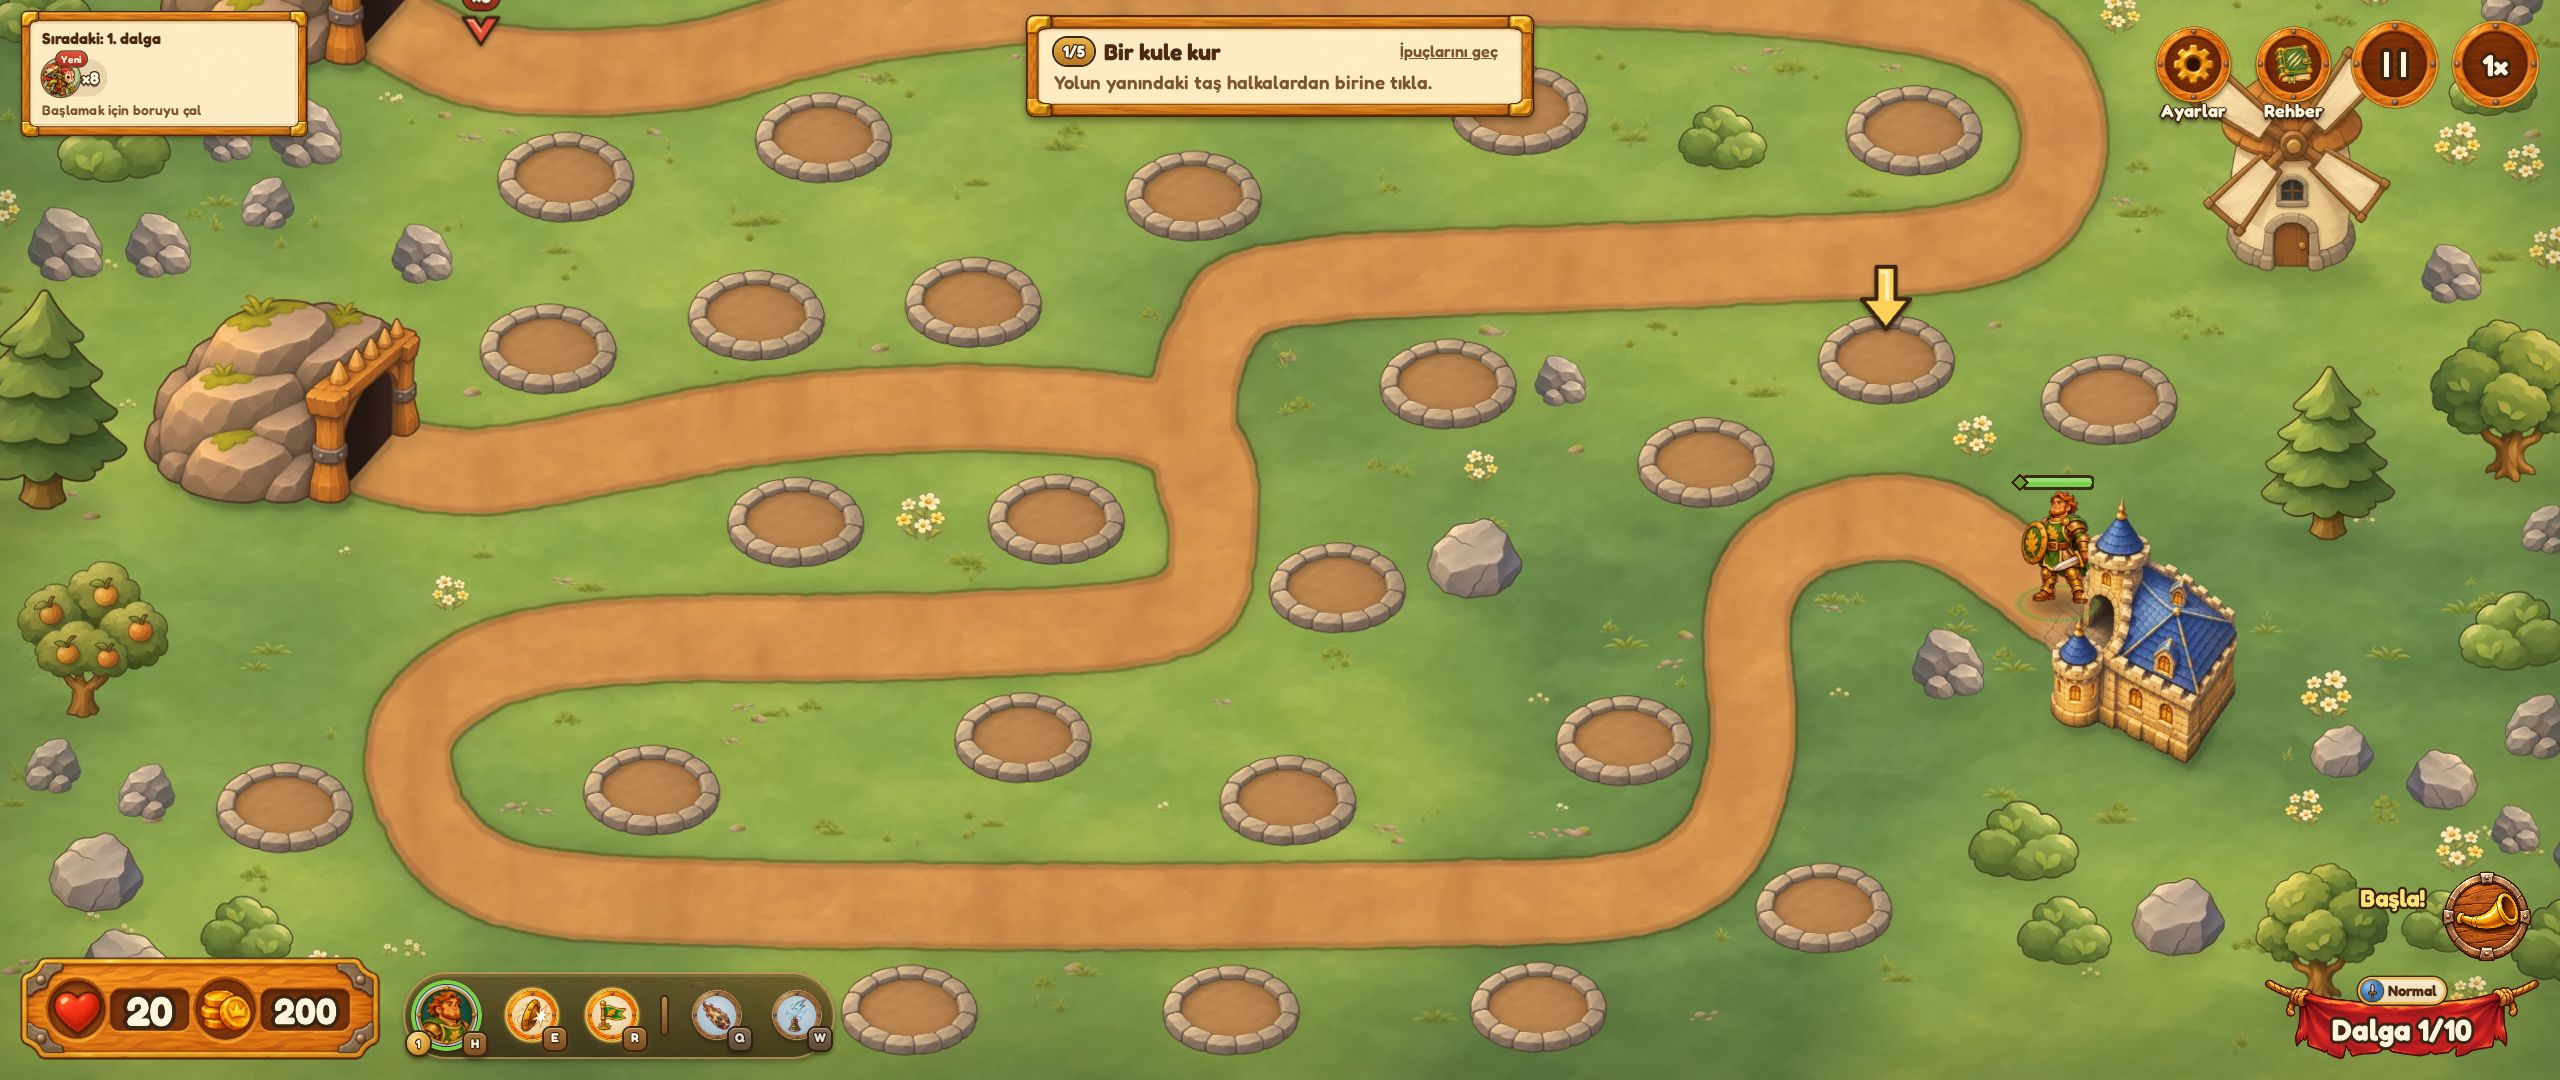 Sıradaki: 1. dalga
Yeni
x8
Başlamak için boruyu çal
1/5
Bir kule kur
İpuçlarını geç
Yolun yanındaki taş halkalardan birine tıkla.
1x
Ayarlar
Rehber
Başla!
20
200
1
H
E
R
Q
W
Normal
Dalga 1/10